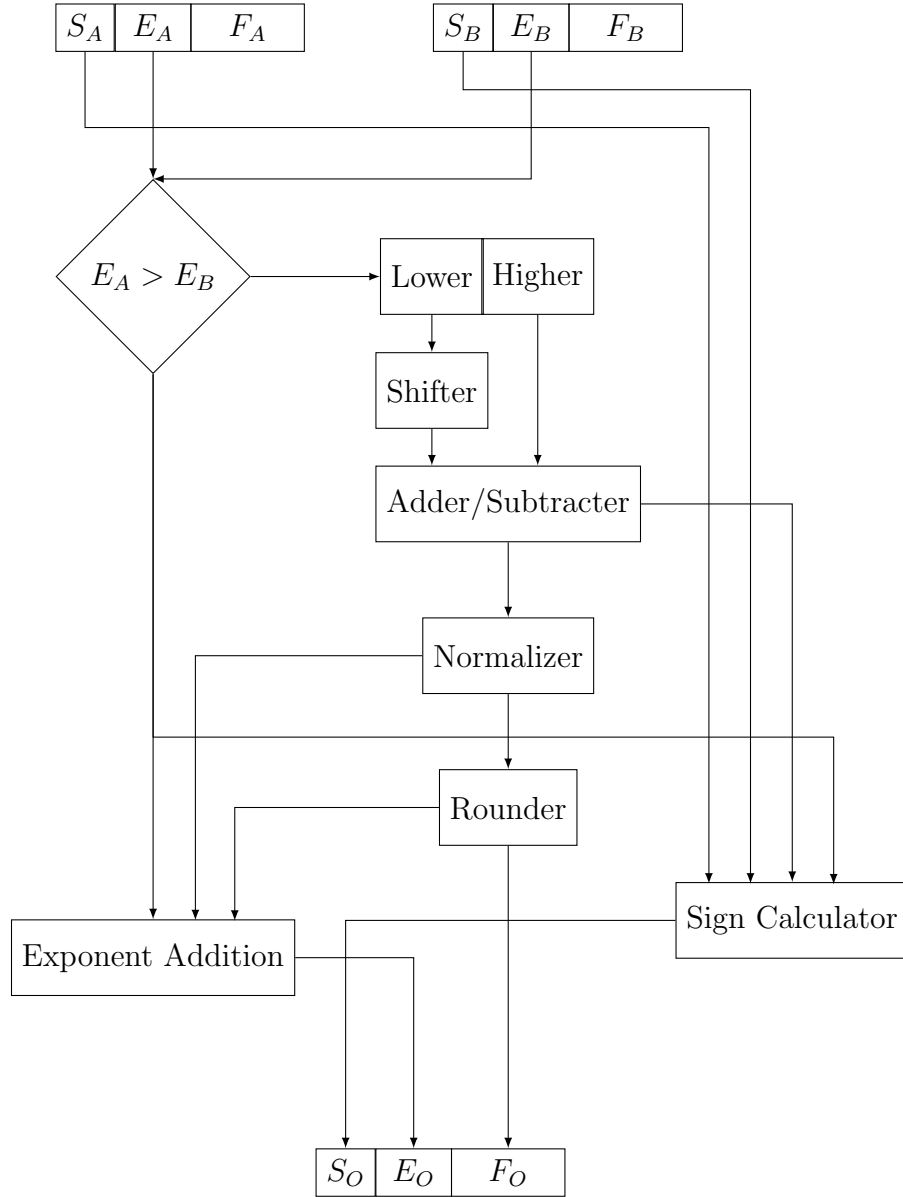 S_A E_A F_A S_B E_B F_B
E_A > E_B
Lower Higher
Shifter
Adder/Subtracter
Normalizer
Rounder
Sign Calculator
Exponent Addition
S_O E_O F_O